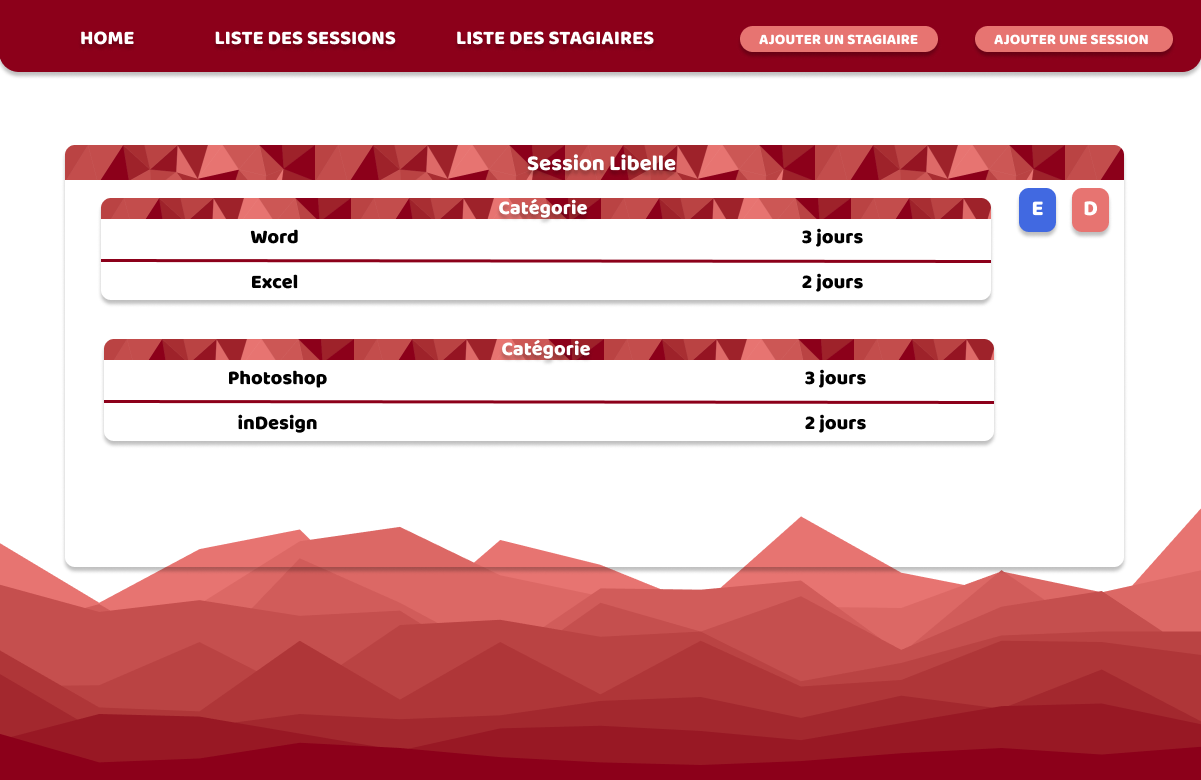 HOME LISTE DES SESSIONS LISTE DES STAGIAIRES AJOUTER UN STAGIAIRE AJOUTER UNE SESSION
Session Libelle
Catégorie E D
Word 3 jours
Excel 2 jours
Catégorie
Photoshop 3 jours
inDesign 2 jours